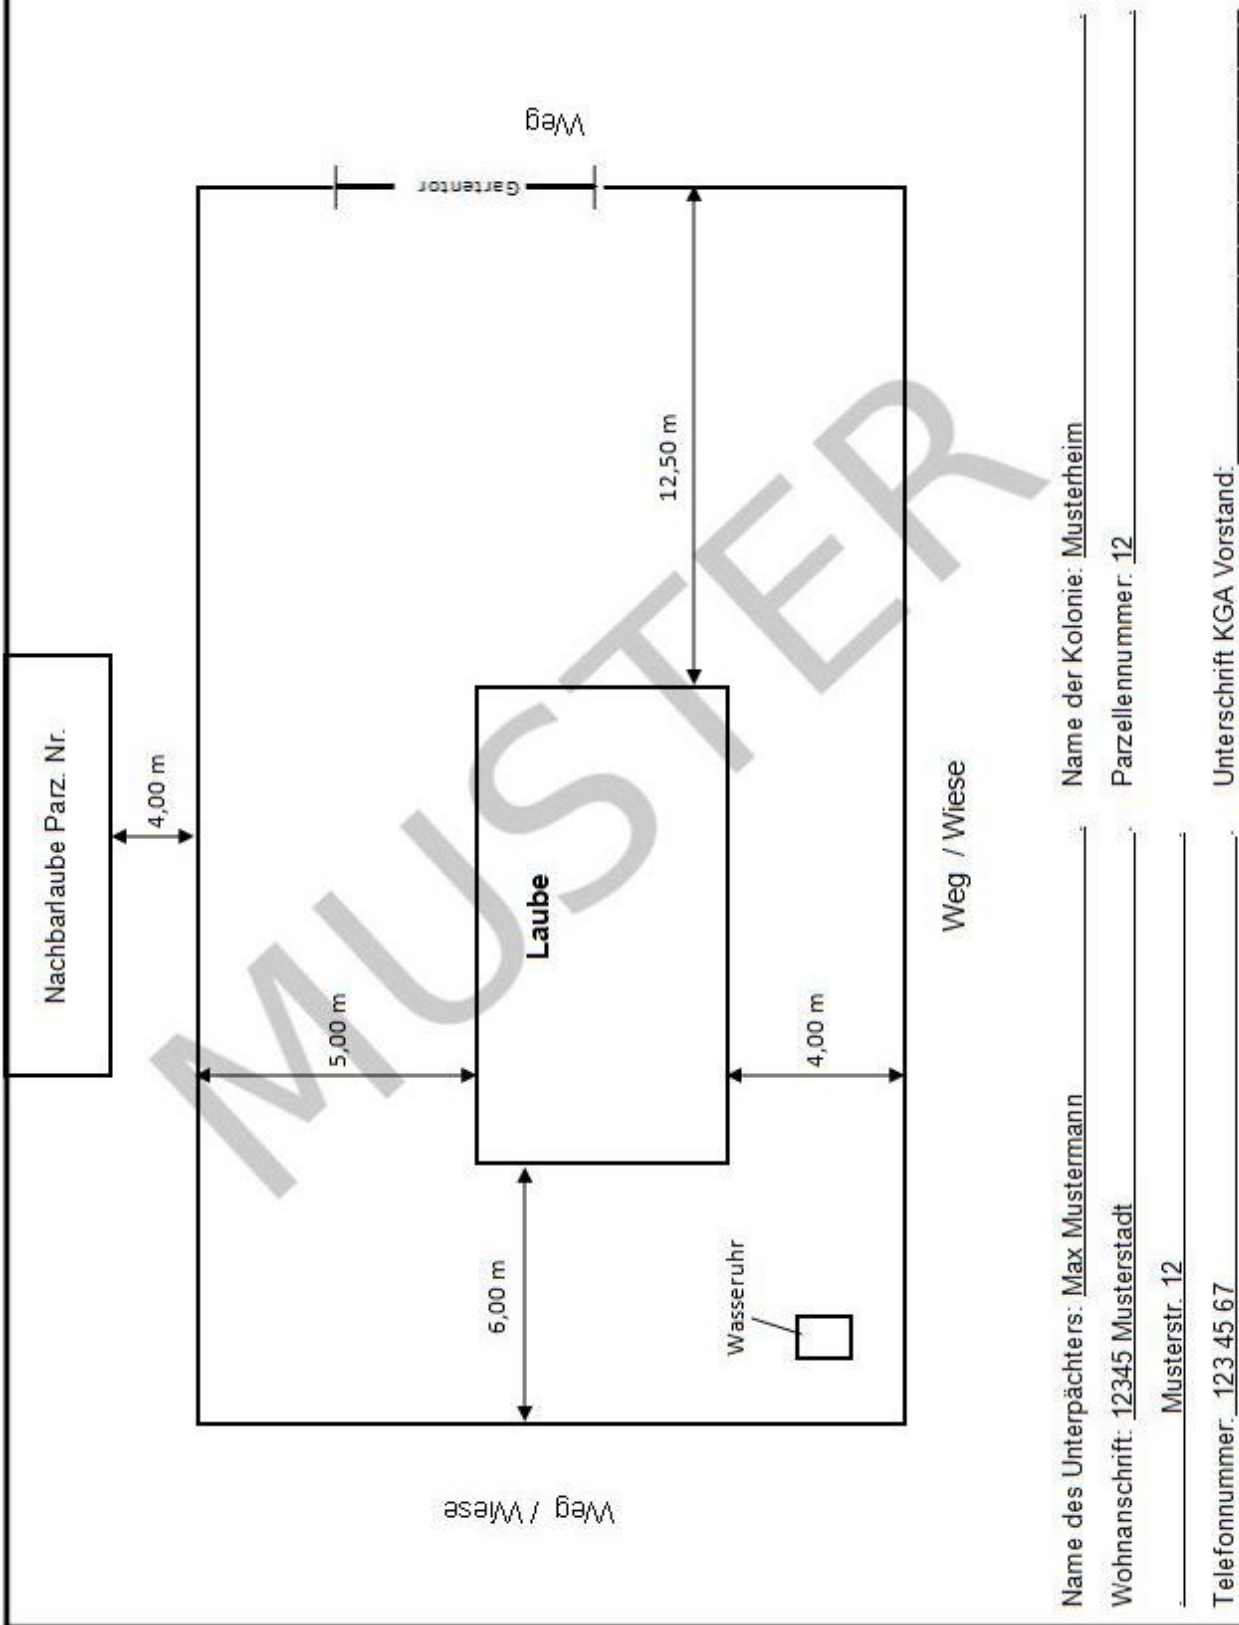 Nachbarlaube Parz. Nr.
4,00 m
Weg
Gartentor
5,00 m
12,50 m
Laube
6,00 m
4,00 m
Wasseruhr
Weg / Wiese
Weg / Wiese
MUSTER
Name des Unterpächters: Max Mustermann
Name der Kolonie: Musterheim
Wohnanschrift: 12345 Musterstadt
Parzellennummer: 12
Musterstr. 12
Telefonnummer: 123 45 67
Unterschrift KGA Vorstand: